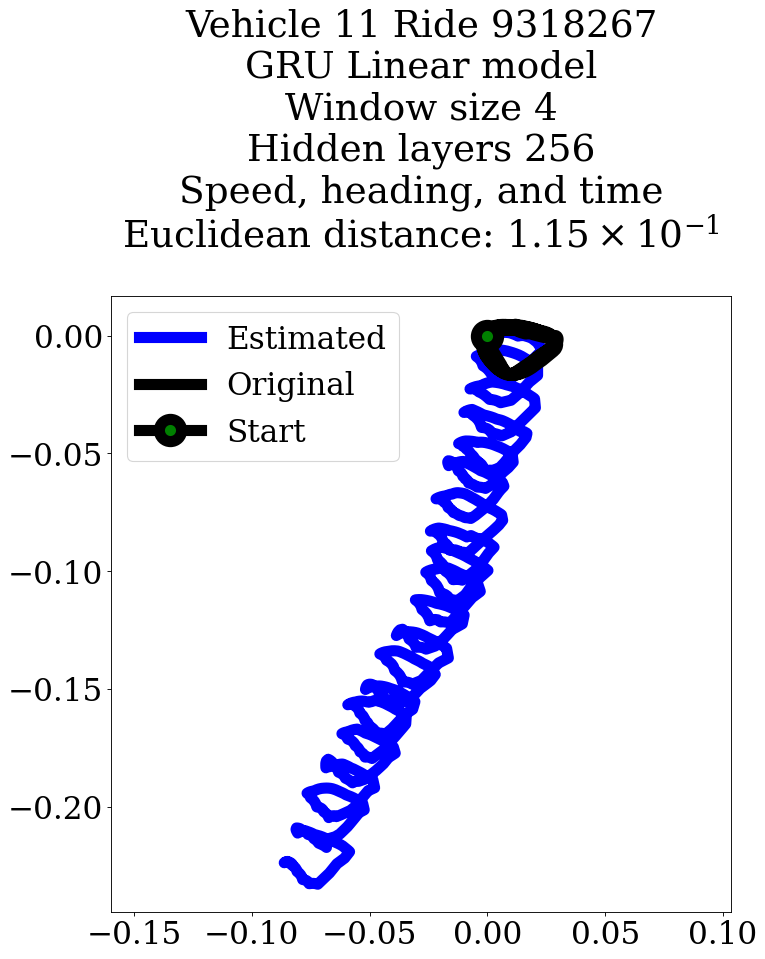 Vehicle 11 Ride 9318267
GRU Linear model
Window size 4
Hidden layers 256
Speed, heading, and time
Euclidean distance: 1.15 × 10⁻¹
Estimated
Original
Start
0.00
−0.05
−0.10
−0.15
−0.20
−0.15 −0.10 −0.05 0.00 0.05 0.10